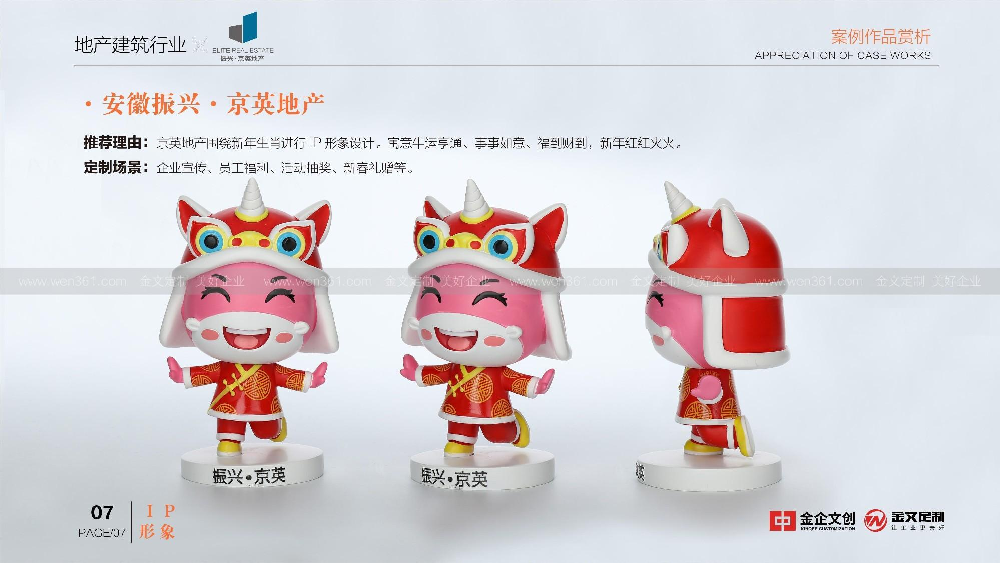 地产建筑行业
ELITE REAL ESTATE
振兴·京英地产
案例作品赏析
APPRECIATION OF CASE WORKS
·安徽振兴·京英地产
推荐理由：京英地产围绕新年生肖进行 IP 形象设计。寓意牛运亨通、事事如意、福到财到，新年红红火火。
定制场景：企业宣传、员工福利、活动抽奖、新春礼赠等。
www.wen361.com 金文定制 美好企业 www.wen361.com 金文定制 美好企业 www.wen361.com 金文定制 美好企业 www.wen361.com 金文定制 美好企业
振兴·京英
振兴·京英
京英
07
PAGE/07
IP
形象
金企文创
KINQEE CUSTOMIZATION
金文定制
让企业更美好